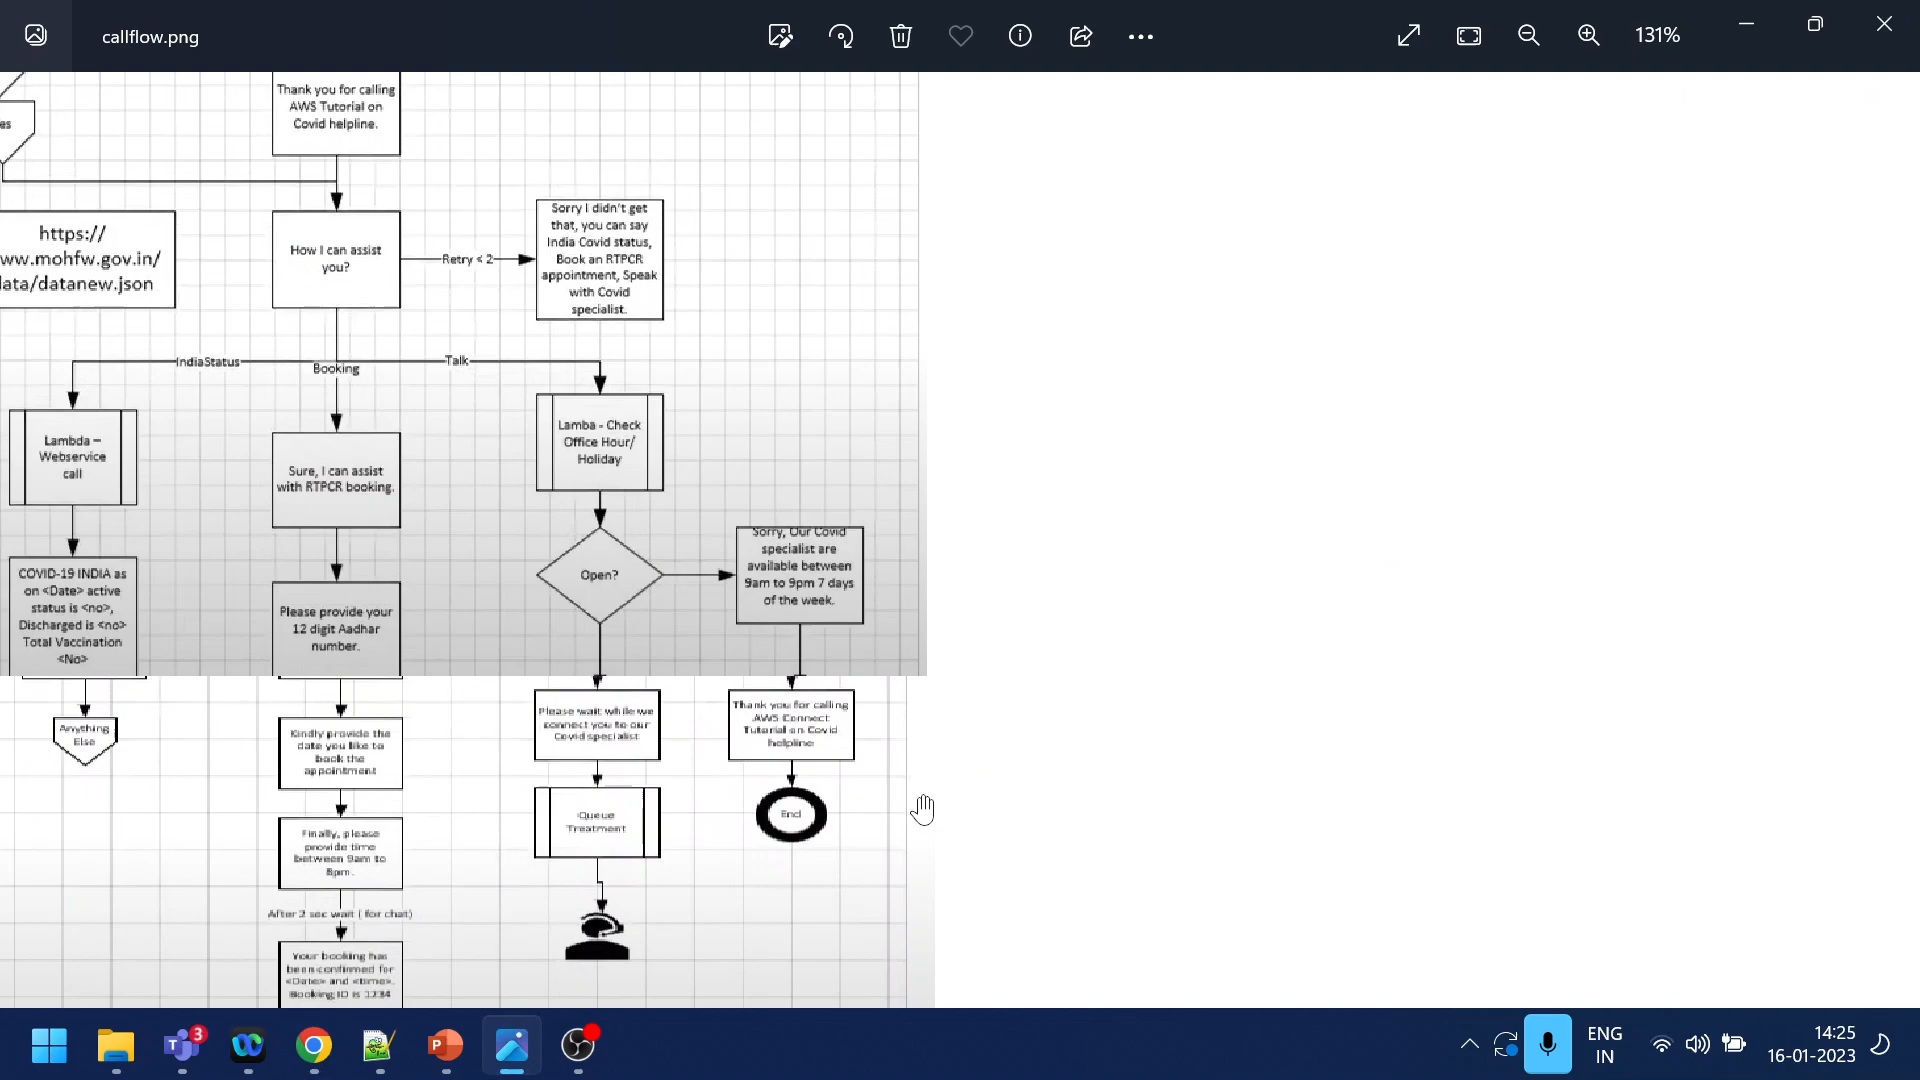 callflow.png
131%
Thank you for calling
AWS Tutorial on
Covid helpline.
es
https://
ww.mohfw.gov.in/
data/datanew.json
How I can assist
you?
Retry < 2
Sorry I didn't get
that, you can say
India Covid status,
Book an RTPCR
appointment, Speak
with Covid
specialist.
IndiaStatus
Booking
Talk
Lambda –
Webservice
call
Sure, I can assist
with RTPCR booking.
Lamba - Check
Office Hour/
Holiday
Open?
Sorry, Our Covid
specialist are
available between
9am to 9pm 7 days
of the week.
COVID-19 INDIA as
on <Date> active
status is <no>,
Discharged is <no>
Total Vaccination
<No>
Please provide your
12 digit Aadhar
number.
Anything
Else
Kindly provide the
date you like to
book the
appointment
Please wait while we
connect you to our
Covid specialist
Thank you for calling
AWS Connect
Tutorial on Covid
helpline
Finally, please
provide time
between 9am to
8pm.
Queue
Treatment
End
After 2 sec wait ( for chat)
Your booking has
been confirmed for
<Date> and <time>.
Booking ID is 1234
3
ENG
IN
14:25
16-01-2023